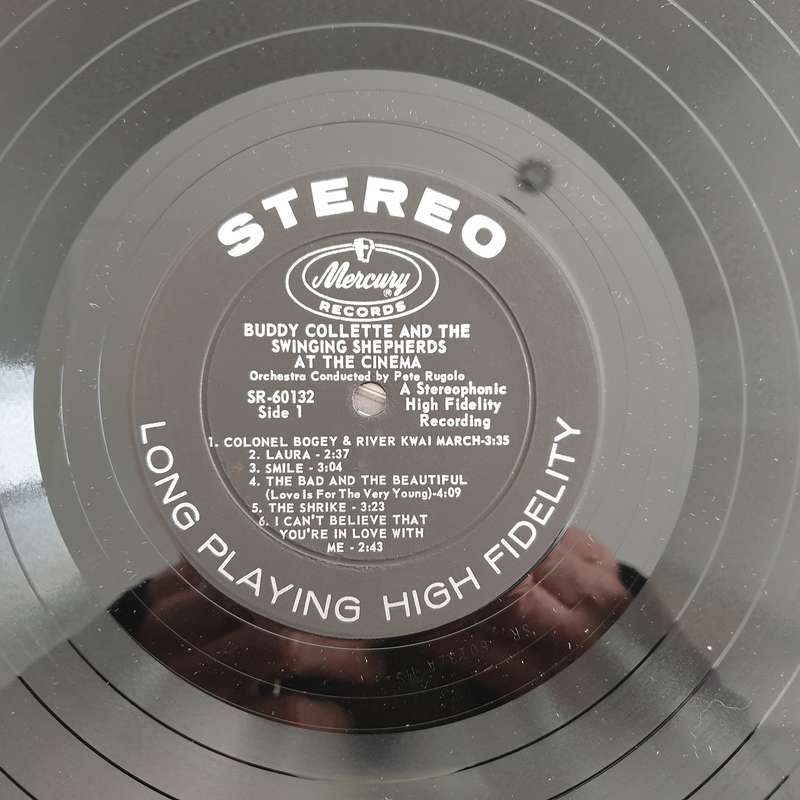 STEREO
Mercury
®
RECORDS
BUDDY COLLETTE AND THE
SWINGING SHEPHERDS
AT THE CINEMA
Orchestra Conducted by Pete Rugolo
SR-60132
Side 1
A Stereophonic
High Fidelity
Recording
1. COLONEL BOGEY & RIVER KWAI MARCH-3:35
2. LAURA - 2:37
3. SMILE - 3:04
4. THE BAD AND THE BEAUTIFUL
(Love Is For The Very Young)-4:09
5. THE SHRIKE - 3:23
6. I CAN'T BELIEVE THAT
YOU'RE IN LOVE WITH
ME - 2:43
LONG PLAYING HIGH FIDELITY